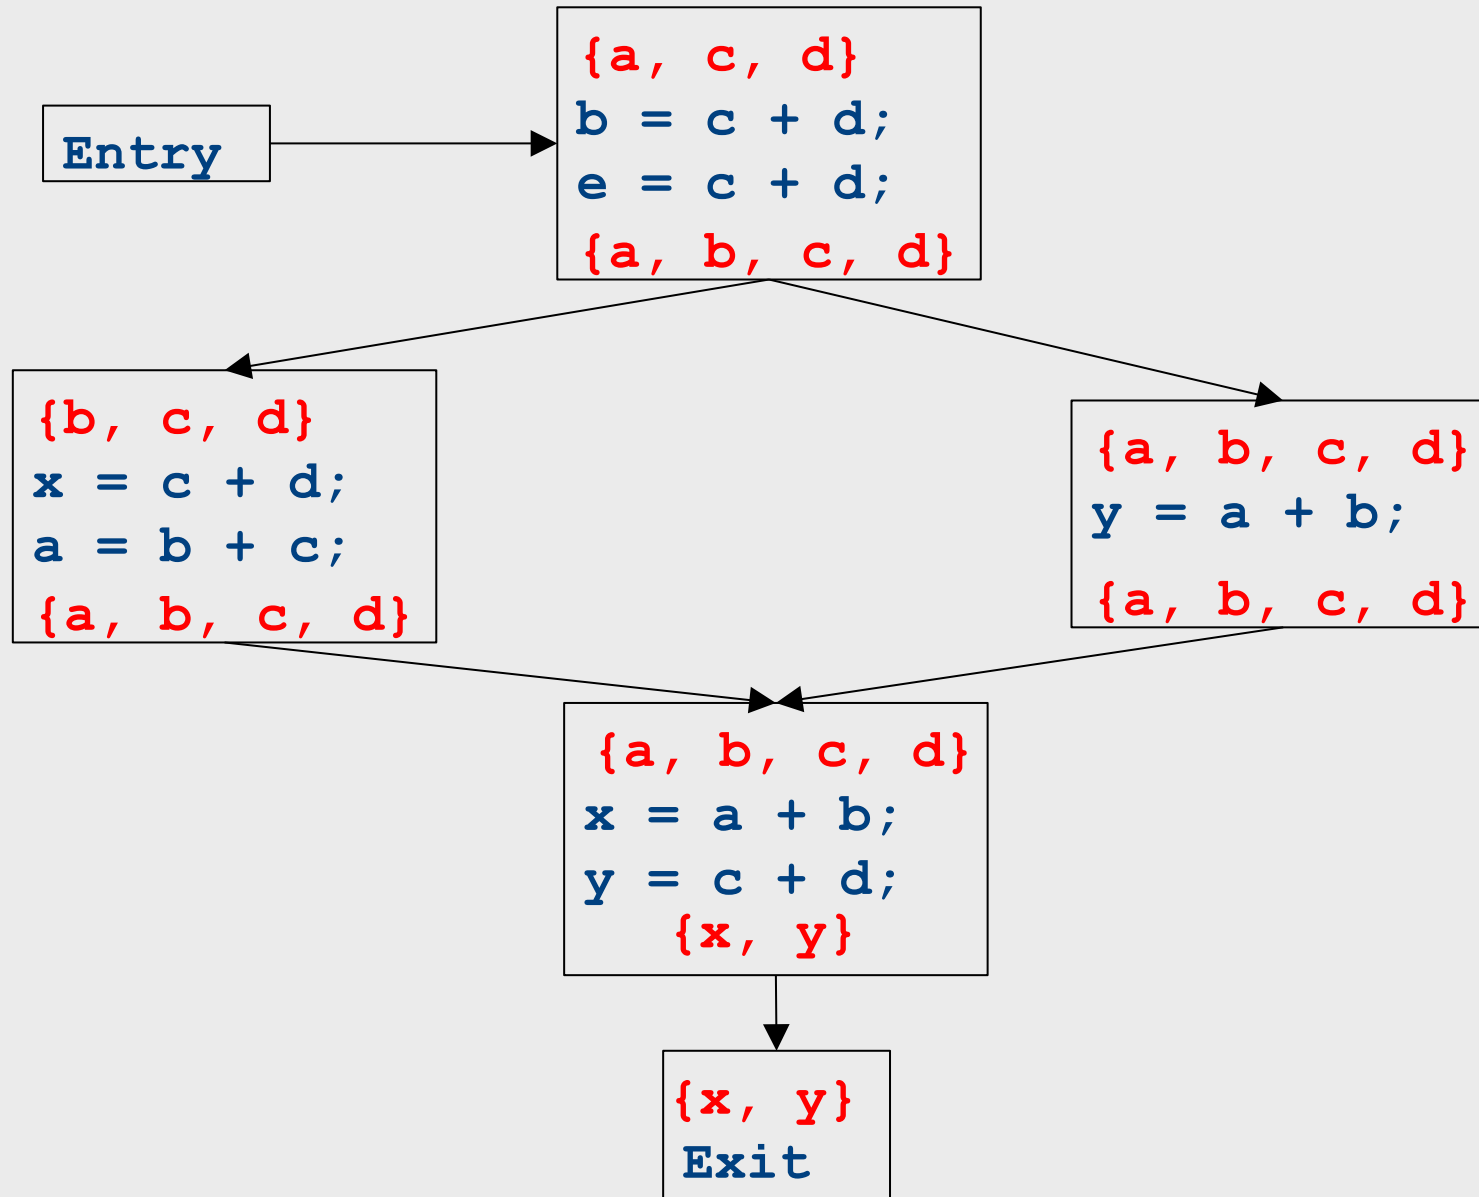 Entry
{a, c, d}
b = c + d;
e = c + d;
{a, b, c, d}
{b, c, d}
x = c + d;
a = b + c;
{a, b, c, d}
{a, b, c, d}
y = a + b;
{a, b, c, d}
{a, b, c, d}
x = a + b;
y = c + d;
{x, y}
{x, y}
Exit